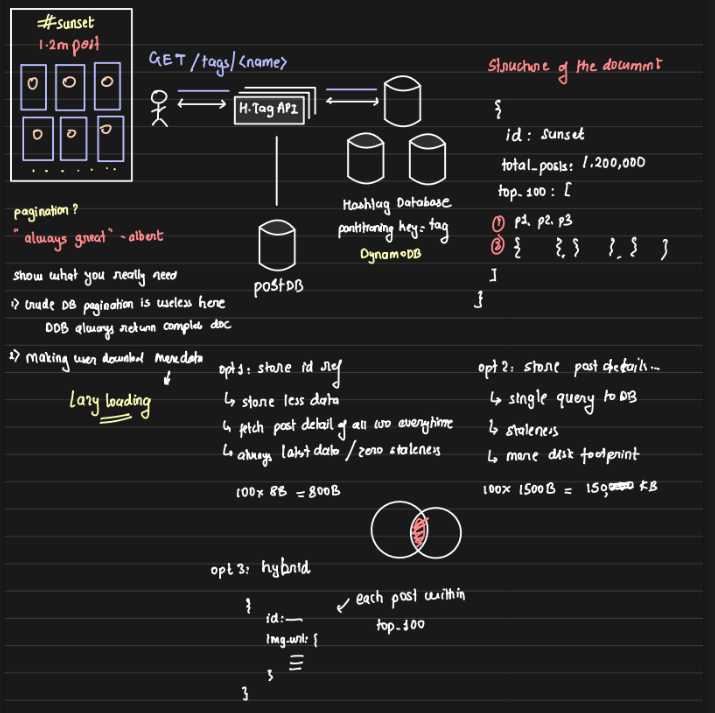 #sunset
1.2m post
GET /tags/<name>
H.Tag API
Hashtag Database
partitioning key = tag
DynamoDB
postDB
Structure of the document
{
id : sunset
total_posts : 1,200,000
top_100 : [
① p1, p2, p3
② { }, { }, { }
]
}
pagination ?
"always great" - albert
show what you really need
1) crude DB pagination is useless here
DDB always return complete doc
2) making user download more data
Lazy loading
opt 1: store id ref
↳ store less data
↳ fetch post detail of all 100 everytime
↳ always latest data / zero staleness
100 x 8B = 800B
opt 2: store post details...
↳ single query to DB
↳ staleness
↳ more disk footprint
100 x 1500B = 150 KB
opt 3: hybrid
each post within
top_100
{
id: —
img_url: {
}
}